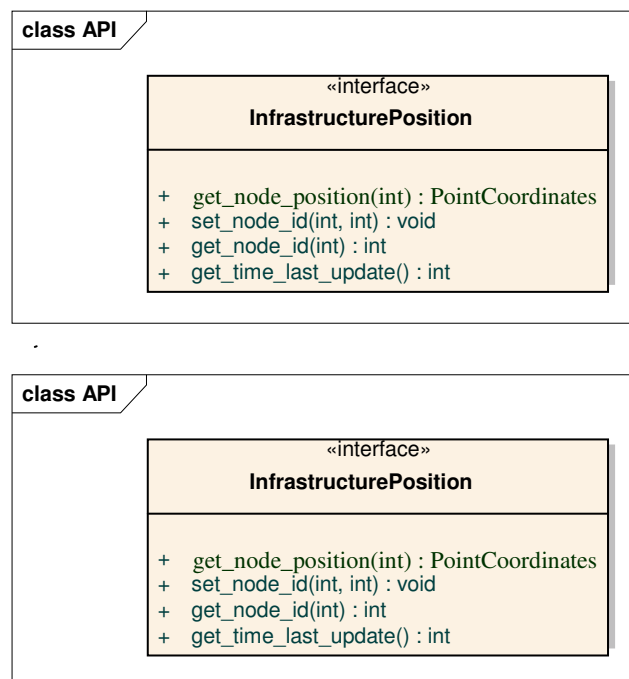 class API
«interface»
InfrastructurePosition
+ get_node_position(int) : PointCoordinates
+ set_node_id(int, int) : void
+ get_node_id(int) : int
+ get_time_last_update() : int
class API
«interface»
InfrastructurePosition
+ get_node_position(int) : PointCoordinates
+ set_node_id(int, int) : void
+ get_node_id(int) : int
+ get_time_last_update() : int